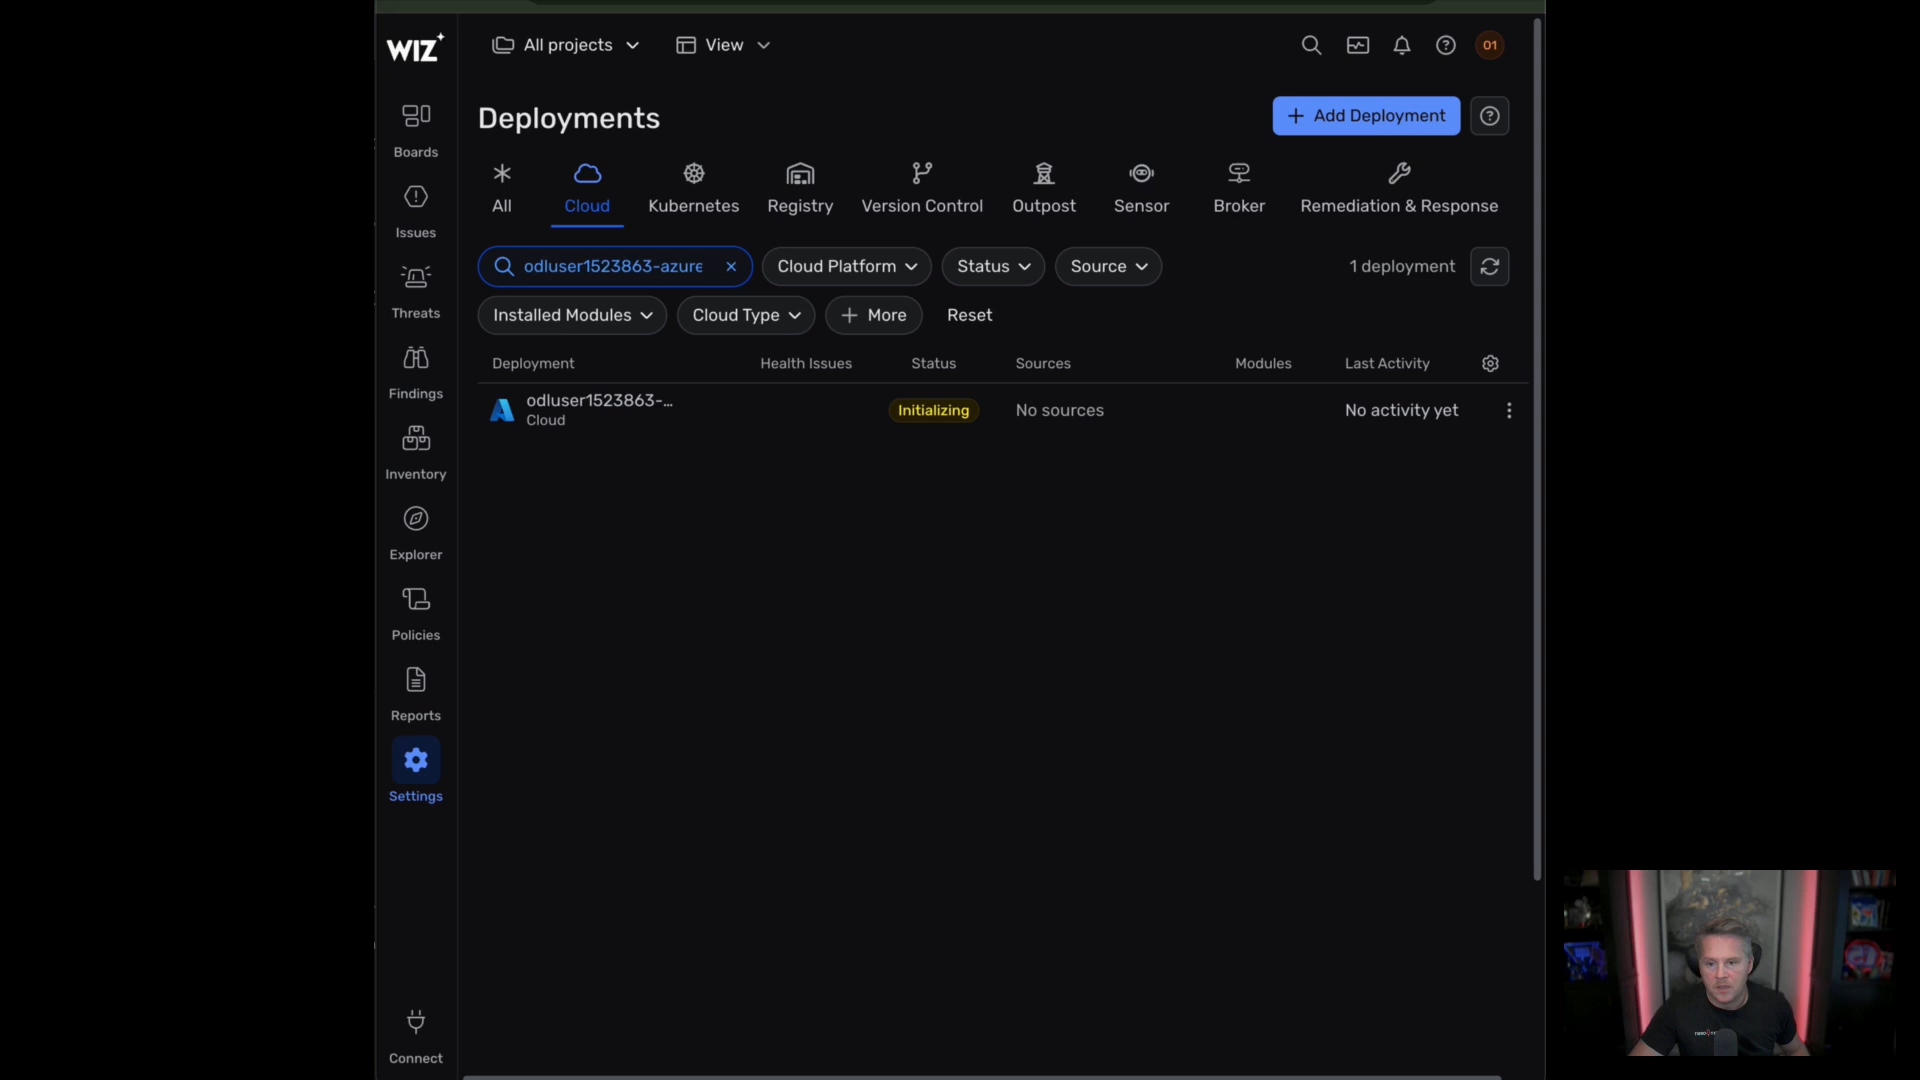 WIZ
All projects
View
01
Deployments
+ Add Deployment
All
Cloud
Kubernetes
Registry
Version Control
Outpost
Sensor
Broker
Remediation & Response
odluser1523863-azure
Cloud Platform
Status
Source
1 deployment
Installed Modules
Cloud Type
+ More
Reset
Deployment
Health Issues
Status
Sources
Modules
Last Activity
odluser1523863-...
Cloud
Initializing
No sources
No activity yet
Boards
Issues
Threats
Findings
Inventory
Explorer
Policies
Reports
Settings
Connect